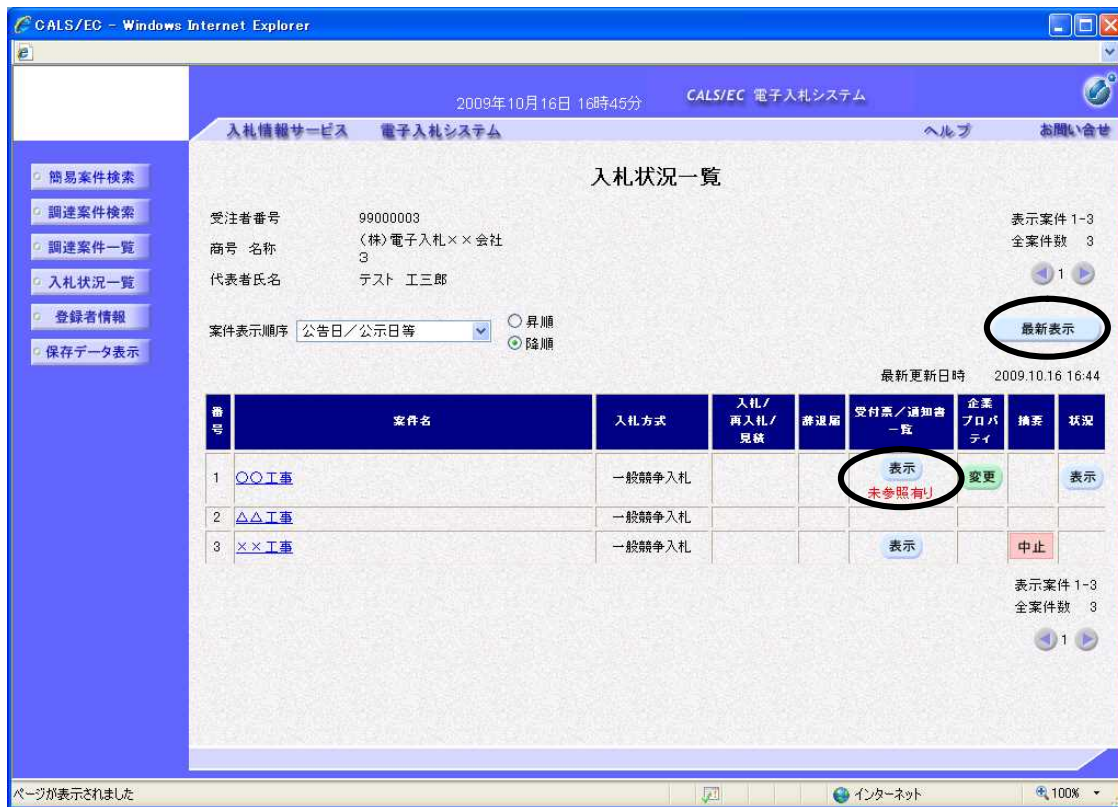 CALS/EC - Windows Internet Explorer
2009年10月16日 16時45分 CALS/EC 電子入札システム
入札情報サービス 電子入札システム ヘルプ お問い合せ
簡易案件検索
調達案件検索
調達案件一覧
入札状況一覧
登録者情報
保存データ表示
入札状況一覧
受注者番号 99000003
商号 名称 (株)電子入札××会社
3
代表者氏名 テスト 工三郎
表示案件 1-3
全案件数 3
1
案件表示順序 公告日/公示日等
昇順
降順
最新表示
最新更新日時 2009.10.16 16:44
番号 案件名 入札方式 入札/再入札/見積 辞退届 受付票/通知書一覧 企業プロパティ 摘要 状況
1 〇〇工事 一般競争入札 表示 未参照有り 変更 表示
2 △△工事 一般競争入札
3 ××工事 一般競争入札 表示 中止
表示案件 1-3
全案件数 3
1
ページが表示されました インターネット 100%